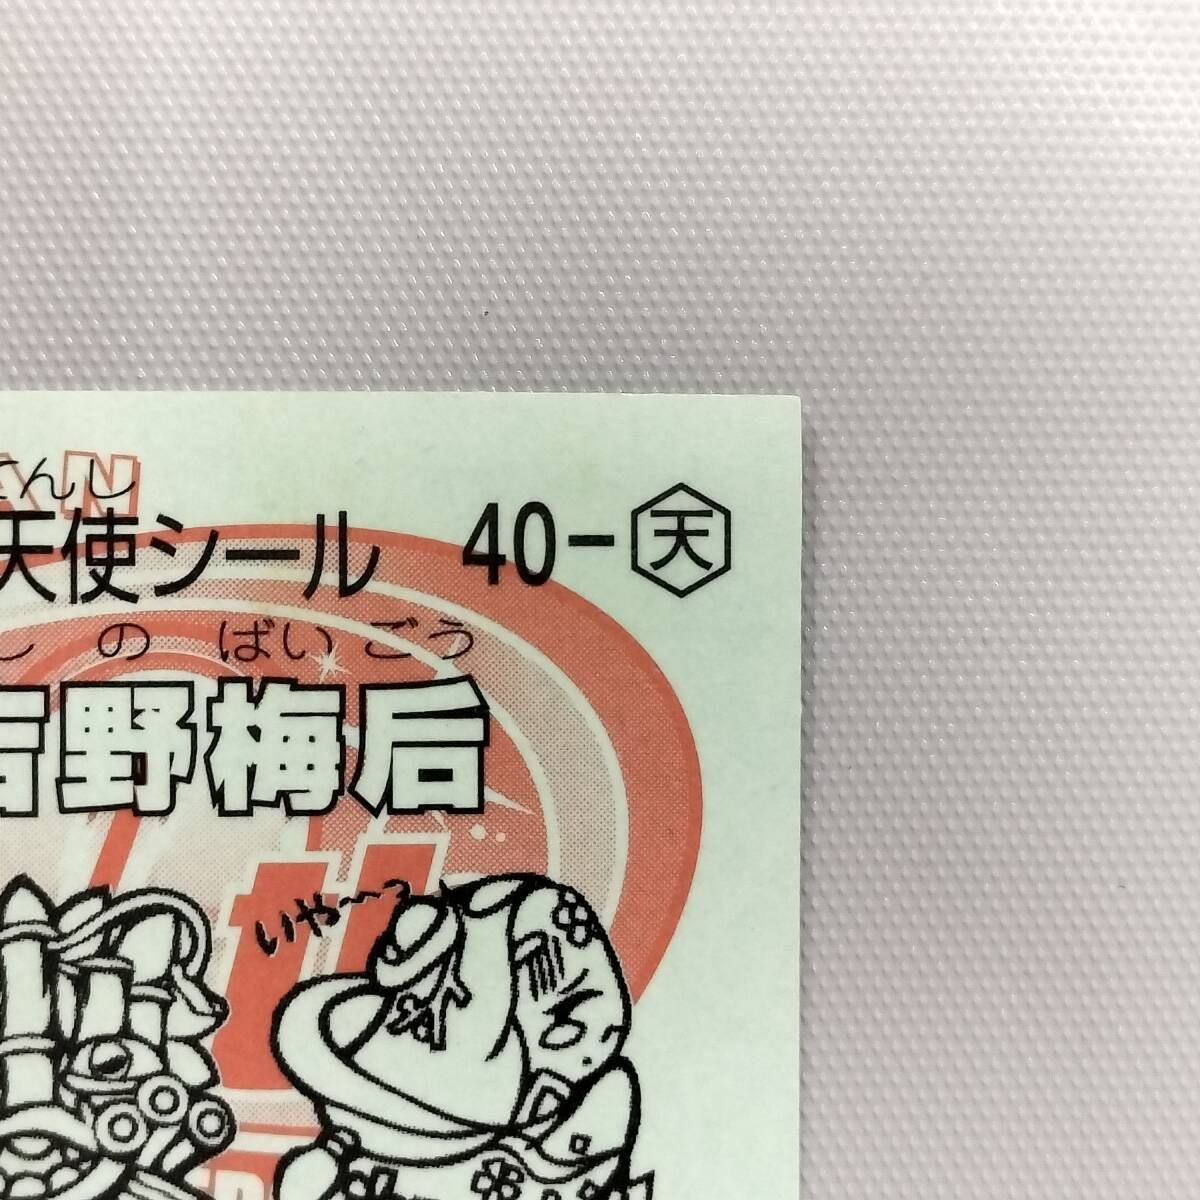 AN
てんし
天使シール 40-天
しのばいごう
吉野梅后
いや〜っ